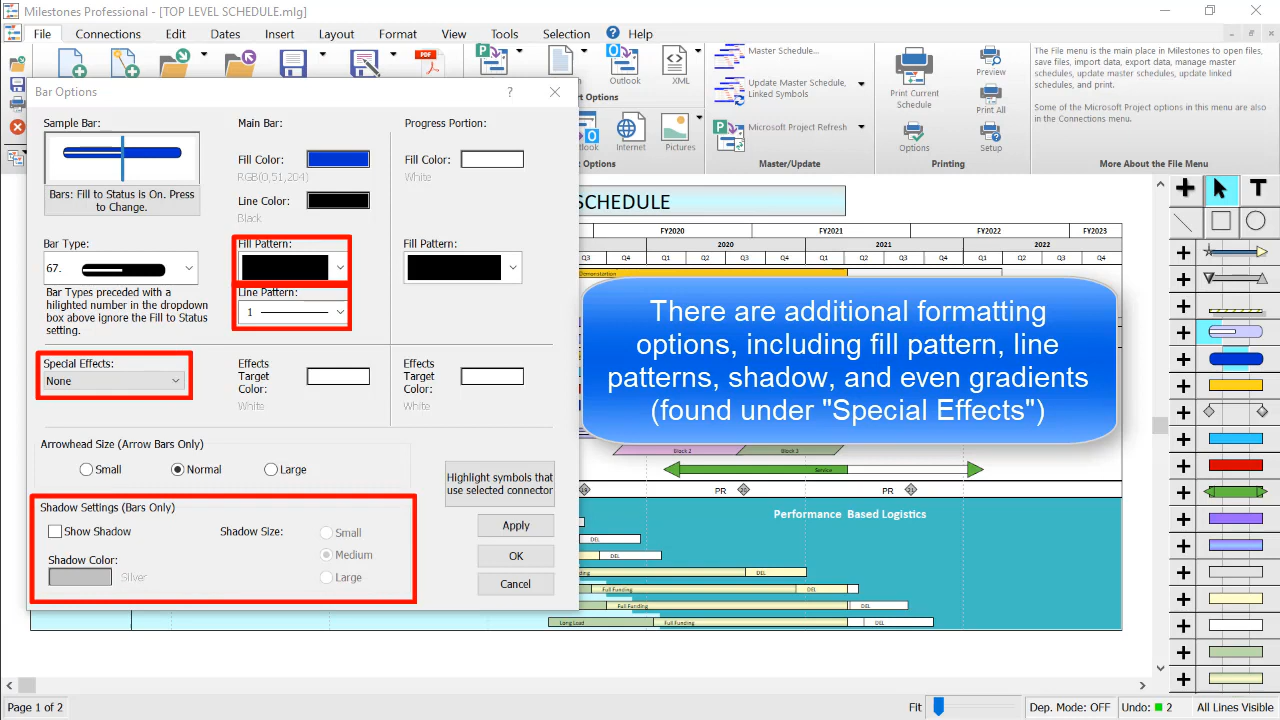 Milestones Professional - [TOP LEVEL SCHEDULE.mlg]
File Connections Edit Dates Insert Layout Format View Tools Selection Help
PDF
Outlook
XML
Options
Internet
Pictures
Options
Master Schedule...
Update Master Schedule,
Linked Symbols
Microsoft Project Refresh
Master/Update
Print Current
Schedule
Preview
Print All
Options
Setup
Printing
The File menu is the main place in Milestones to open files,
save files, import data, export data, manage master
schedules, update master schedules, update linked
schedules, and print.
Some of the Microsoft Project options in this menu are also
in the Connections menu.
More About the File Menu
Bar Options
Sample Bar:
Bars: Fill to Status Is On. Press
to Change.
Main Bar:
Fill Color:
RGB(0,51,204)
Line Color:
Black
Progress Portion:
Fill Color:
White
Bar Type:
67.
Bar Types preceded with a
hilighted number in the dropdown
box above ignore the Fill to Status
setting.
Fill Pattern:
Line Pattern:
1
Fill Pattern:
Special Effects:
None
Effects
Target
Color:
White
Effects
Target
Color:
White
Arrowhead Size (Arrow Bars Only)
Small Normal Large
Highlight symbols that
use selected connector
Shadow Settings (Bars Only)
Show Shadow
Shadow Size:
Small
Medium
Large
Shadow Color:
Silver
Apply
OK
Cancel
SCHEDULE
FY2020 FY2021 FY2022 FY2023
2020 2021 2022
Q3 Q4 Q1 Q2 Q3 Q4 Q1 Q2 Q3 Q4 Q1 Q2 Q3 Q4
Demonstartion
There are additional formatting
options, including fill pattern, line
patterns, shadow, and even gradients
(found under "Special Effects")
Block 2 Block 2
Service
PR PR
Performance Based Logistics
DEL
DEL
DEL
Full Funding DEL
Full Funding DEL
Long Lead Full Funding DEL
Page 1 of 2
Fit
Dep. Mode: OFF
Undo: 2
All Lines Visible